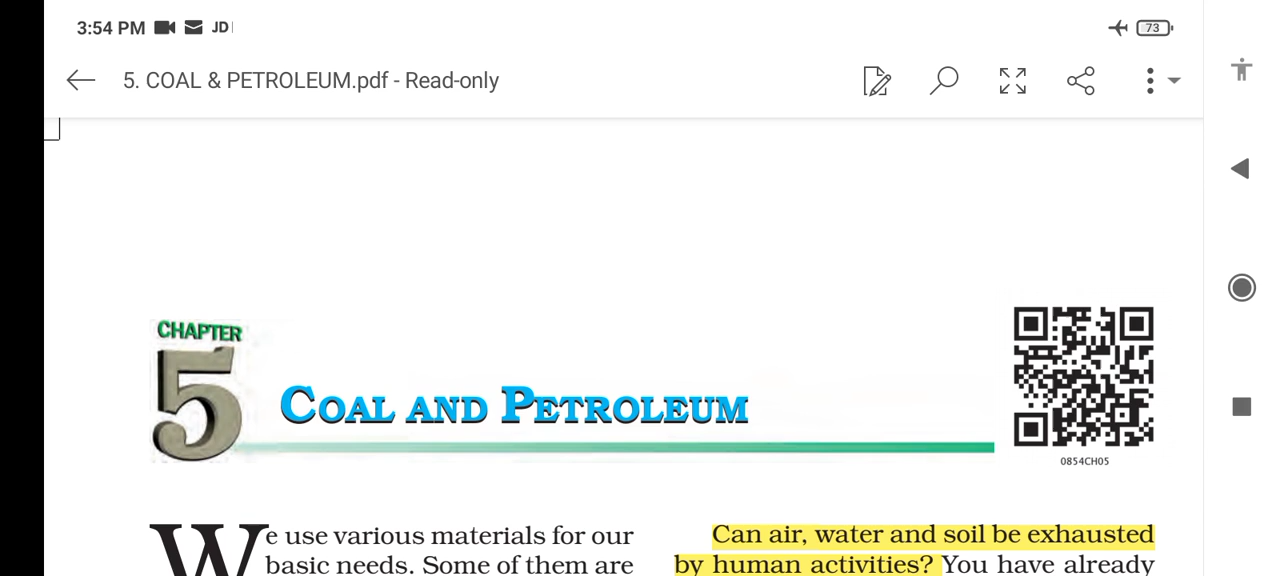 3:54 PM JD
73
5. COAL & PETROLEUM.pdf - Read-only
CHAPTER
5
COAL AND PETROLEUM
0854CH05
We use various materials for our
basic needs. Some of them are
Can air, water and soil be exhausted
by human activities? You have already